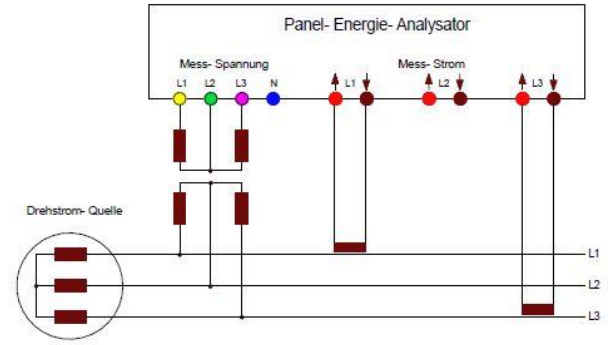 Panel- Energie- Analysator
Mess- Spannung Mess- Strom
L1 L2 L3 N L1 L2 L3
Drehstrom- Quelle
L1
L2
L3